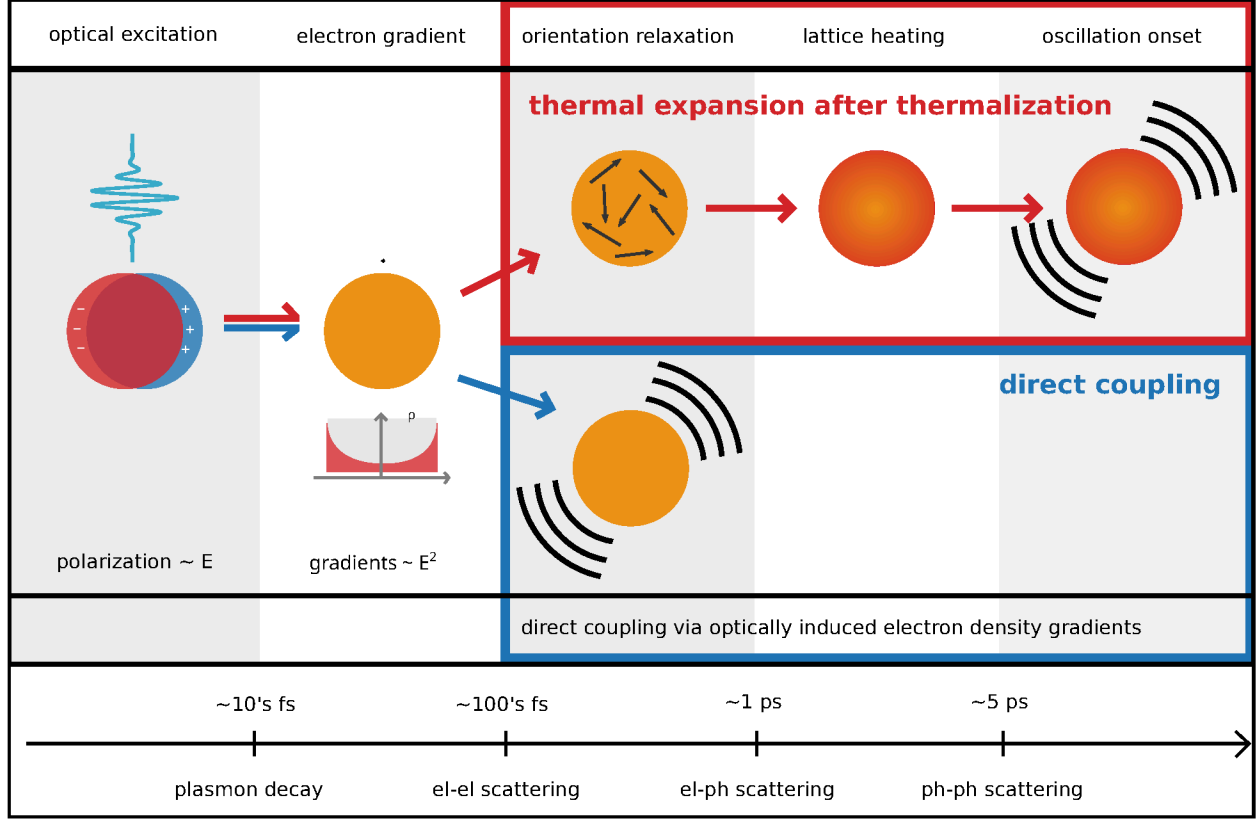 optical excitation
electron gradient
orientation relaxation
lattice heating
oscillation onset
thermal expansion after thermalization
− +
− +
− +
direct coupling
ρ
polarization ~ E
gradients ~ E²
direct coupling via optically induced electron density gradients
~10's fs
~100's fs
~1 ps
~5 ps
plasmon decay
el-el scattering
el-ph scattering
ph-ph scattering